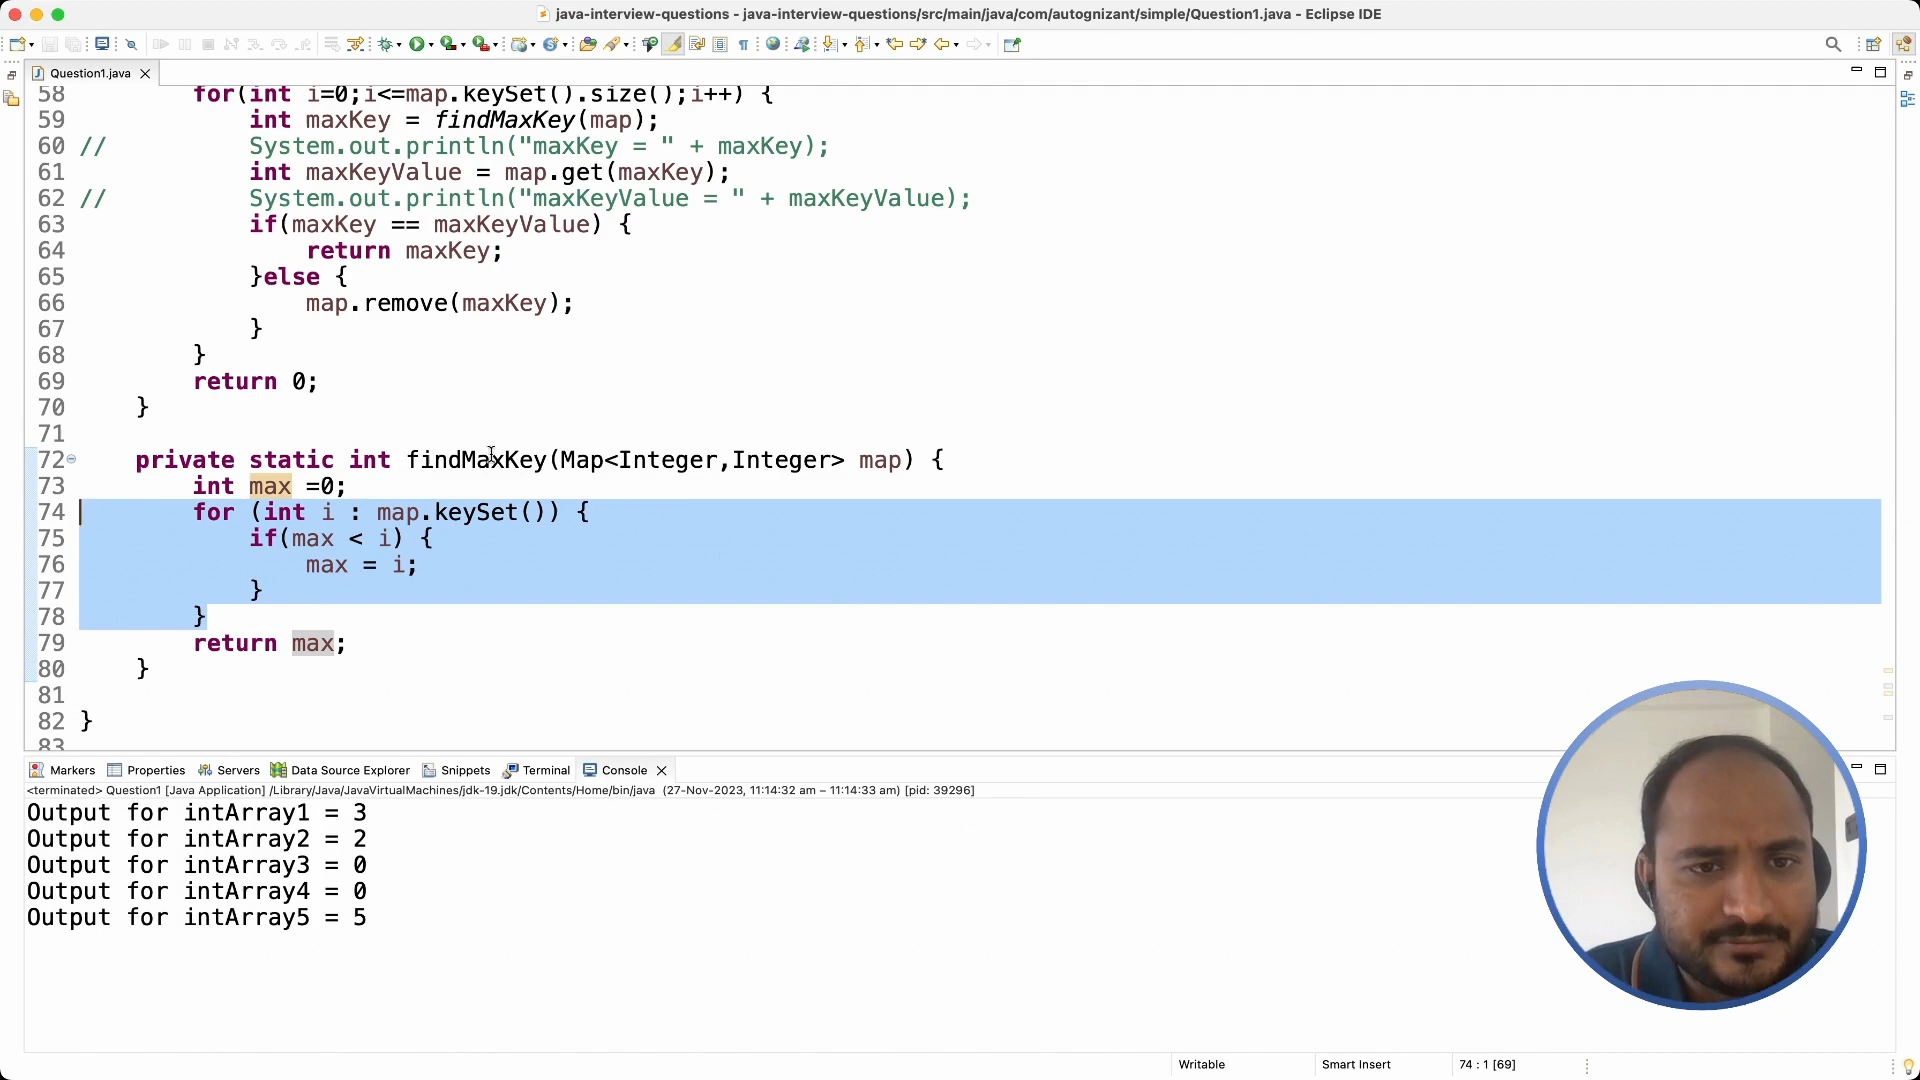 java-interview-questions - java-interview-questions/src/main/java/com/autognizant/simple/Question1.java - Eclipse IDE
Question1.java
58 for(int i=0;i<=map.keySet().size();i++) {
59 int maxKey = findMaxKey(map);
60 // System.out.println("maxKey = " + maxKey);
61 int maxKeyValue = map.get(maxKey);
62 // System.out.println("maxKeyValue = " + maxKeyValue);
63 if(maxKey == maxKeyValue) {
64 return maxKey;
65 }else {
66 map.remove(maxKey);
67 }
68 }
69 return 0;
70 }
71
72 private static int findMaxKey(Map<Integer,Integer> map) {
73 int max =0;
74 for (int i : map.keySet()) {
75 if(max < i) {
76 max = i;
77 }
78 }
79 return max;
80 }
81
82 }
83
Markers Properties Servers Data Source Explorer Snippets Terminal Console
<terminated> Question1 [Java Application] /Library/Java/JavaVirtualMachines/jdk-19.jdk/Contents/Home/bin/java (27-Nov-2023, 11:14:32 am – 11:14:33 am) [pid: 39296]
Output for intArray1 = 3
Output for intArray2 = 2
Output for intArray3 = 0
Output for intArray4 = 0
Output for intArray5 = 5
Writable Smart Insert 74 : 1 [69]